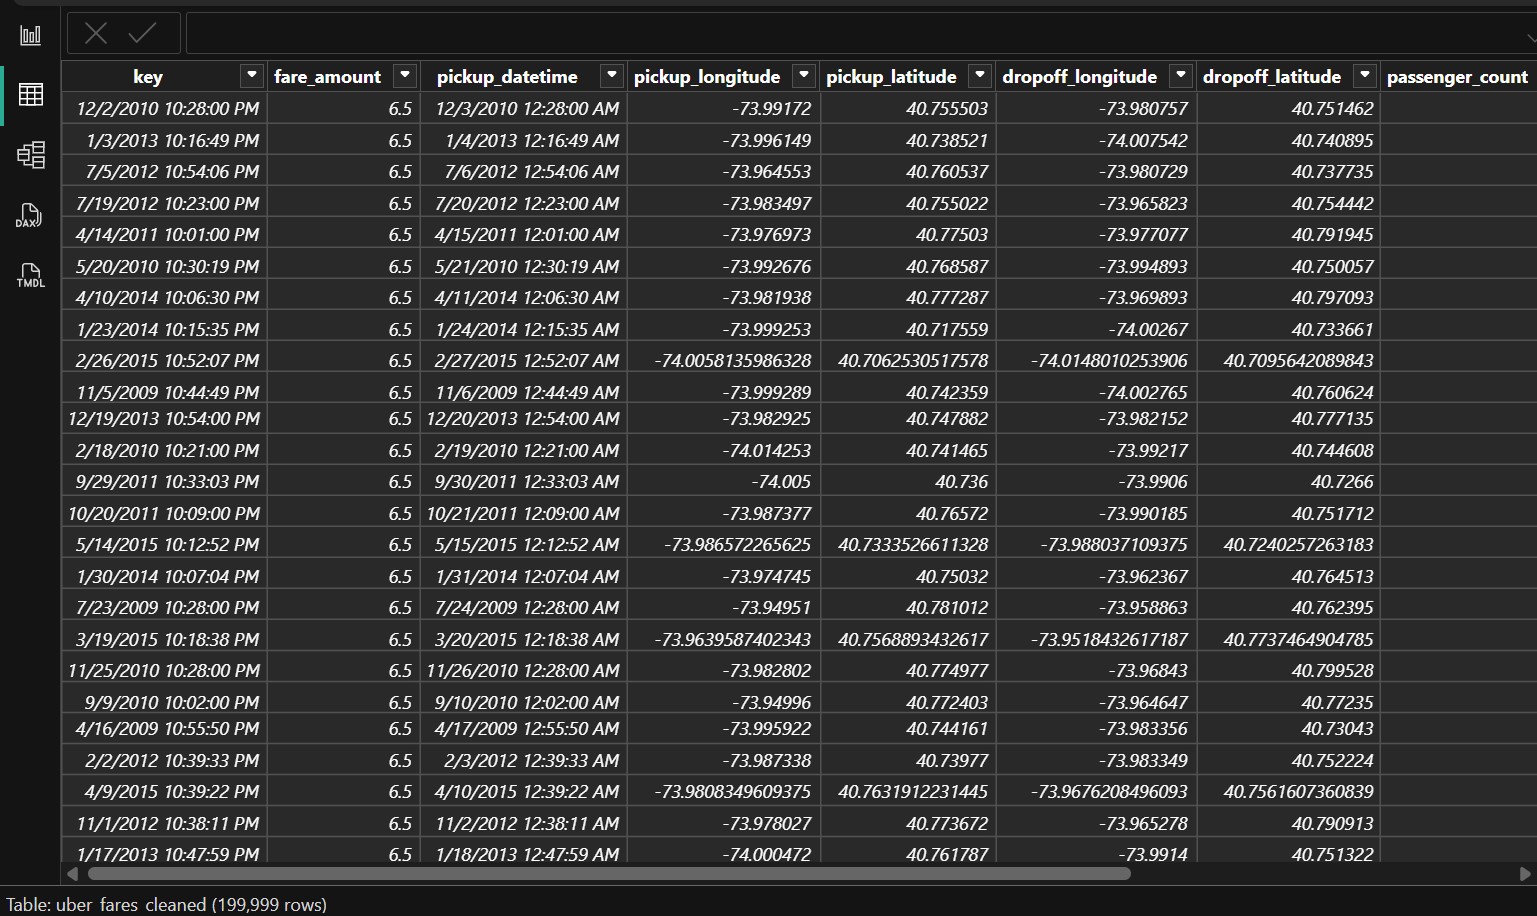 key fare_amount pickup_datetime pickup_longitude pickup_latitude dropoff_longitude dropoff_latitude passenger_count
12/2/2010 10:28:00 PM 6.5 12/3/2010 12:28:00 AM -73.99172 40.755503 -73.980757 40.751462
1/3/2013 10:16:49 PM 6.5 1/4/2013 12:16:49 AM -73.996149 40.738521 -74.007542 40.740895
7/5/2012 10:54:06 PM 6.5 7/6/2012 12:54:06 AM -73.964553 40.760537 -73.980729 40.737735
7/19/2012 10:23:00 PM 6.5 7/20/2012 12:23:00 AM -73.983497 40.755022 -73.965823 40.754442
DAX 4/14/2011 10:01:00 PM 6.5 4/15/2011 12:01:00 AM -73.976973 40.77503 -73.977077 40.791945
5/20/2010 10:30:19 PM 6.5 5/21/2010 12:30:19 AM -73.992676 40.768587 -73.994893 40.750057
TMDL 4/10/2014 10:06:30 PM 6.5 4/11/2014 12:06:30 AM -73.981938 40.777287 -73.969893 40.797093
1/23/2014 10:15:35 PM 6.5 1/24/2014 12:15:35 AM -73.999253 40.717559 -74.00267 40.733661
2/26/2015 10:52:07 PM 6.5 2/27/2015 12:52:07 AM -74.0058135986328 40.7062530517578 -74.0148010253906 40.7095642089843
11/5/2009 10:44:49 PM 6.5 11/6/2009 12:44:49 AM -73.999289 40.742359 -74.002765 40.760624
12/19/2013 10:54:00 PM 6.5 12/20/2013 12:54:00 AM -73.982925 40.747882 -73.982152 40.777135
2/18/2010 10:21:00 PM 6.5 2/19/2010 12:21:00 AM -74.014253 40.741465 -73.99217 40.744608
9/29/2011 10:33:03 PM 6.5 9/30/2011 12:33:03 AM -74.005 40.736 -73.9906 40.7266
10/20/2011 10:09:00 PM 6.5 10/21/2011 12:09:00 AM -73.987377 40.76572 -73.990185 40.751712
5/14/2015 10:12:52 PM 6.5 5/15/2015 12:12:52 AM -73.986572265625 40.7333526611328 -73.988037109375 40.7240257263183
1/30/2014 10:07:04 PM 6.5 1/31/2014 12:07:04 AM -73.974745 40.75032 -73.962367 40.764513
7/23/2009 10:28:00 PM 6.5 7/24/2009 12:28:00 AM -73.94951 40.781012 -73.958863 40.762395
3/19/2015 10:18:38 PM 6.5 3/20/2015 12:18:38 AM -73.9639587402343 40.7568893432617 -73.9518432617187 40.7737464904785
11/25/2010 10:28:00 PM 6.5 11/26/2010 12:28:00 AM -73.982802 40.774977 -73.96843 40.799528
9/9/2010 10:02:00 PM 6.5 9/10/2010 12:02:00 AM -73.94996 40.772403 -73.964647 40.77235
4/16/2009 10:55:50 PM 6.5 4/17/2009 12:55:50 AM -73.995922 40.744161 -73.983356 40.73043
2/2/2012 10:39:33 PM 6.5 2/3/2012 12:39:33 AM -73.987338 40.73977 -73.983349 40.752224
4/9/2015 10:39:22 PM 6.5 4/10/2015 12:39:22 AM -73.9808349609375 40.7631912231445 -73.9676208496093 40.7561607360839
11/1/2012 10:38:11 PM 6.5 11/2/2012 12:38:11 AM -73.978027 40.773672 -73.965278 40.790913
1/17/2013 10:47:59 PM 6.5 1/18/2013 12:47:59 AM -74.000472 40.761787 -73.9914 40.751322
Table: uber_fares_cleaned (199,999 rows)